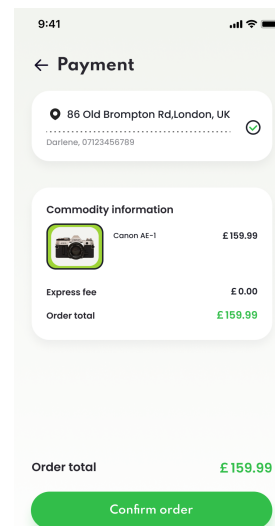 9:41
Payment
86 Old Brompton Rd,London, UK
Darlene, 07123456789
Commodity information
Canon AE-1 £159.99
Express fee £0.00
Order total £159.99
Order total £159.99
Confirm order